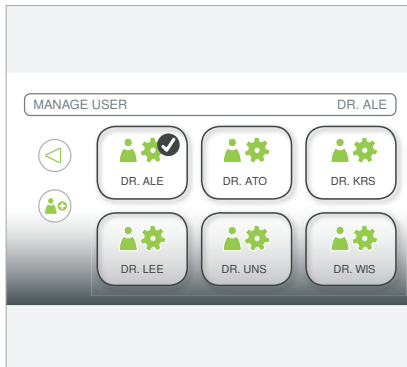 MANAGE USER DR. ALE
DR. ALE DR. ATO DR. KRS
DR. LEE DR. UNS DR. WIS